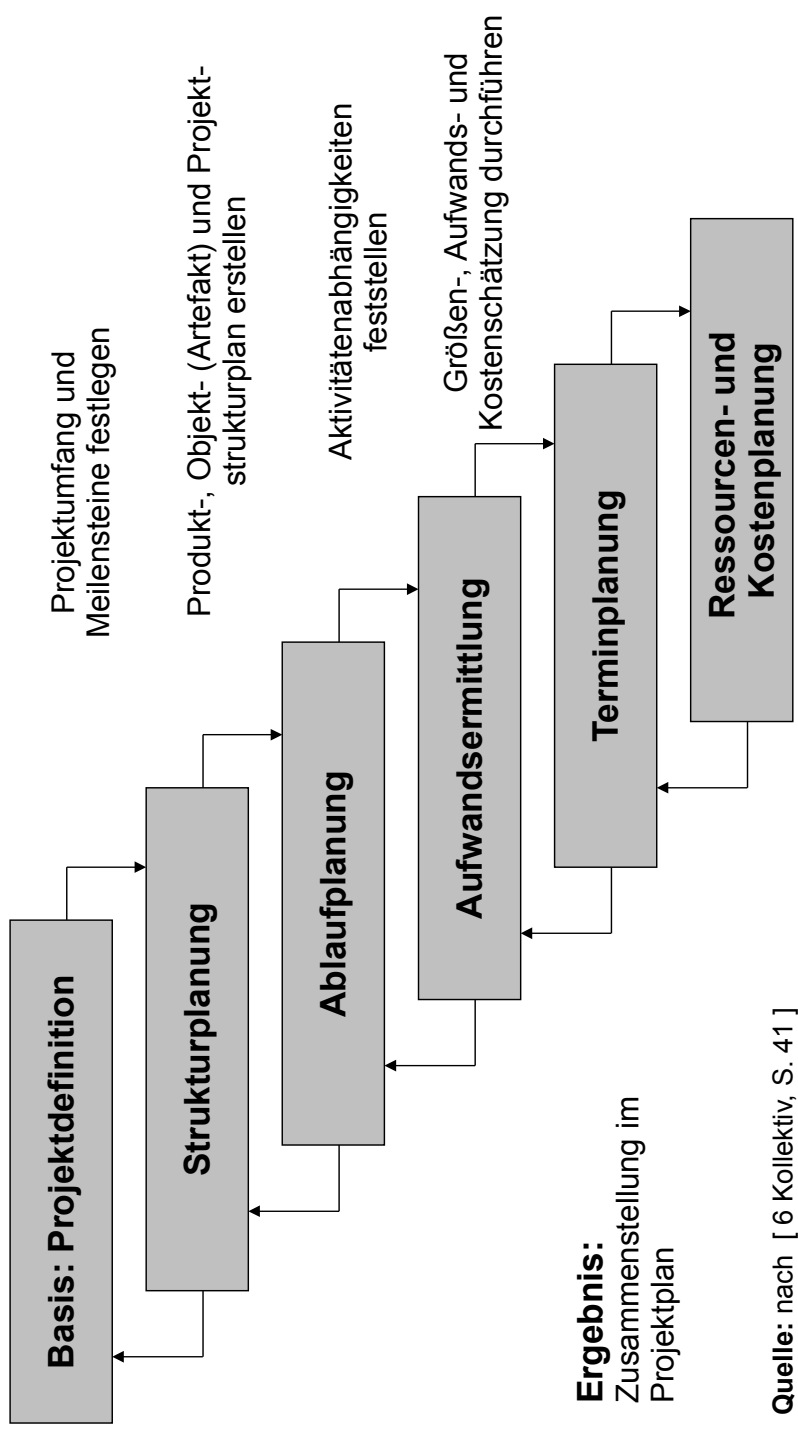 Basis: Projektdefinition
Projektumfang und
Meilensteine festlegen
Strukturplanung
Produkt-, Objekt- (Artefakt) und Projekt-
strukturplan erstellen
Ablaufplanung
Aktivitätenabhängigkeiten
feststellen
Aufwandsermittlung
Größen-, Aufwands- und
Kostenschätzung durchführen
Terminplanung
Ressourcen- und
Kostenplanung
Ergebnis:
Zusammenstellung im
Projektplan
Quelle: nach [ 6 Kollektiv, S. 41 ]